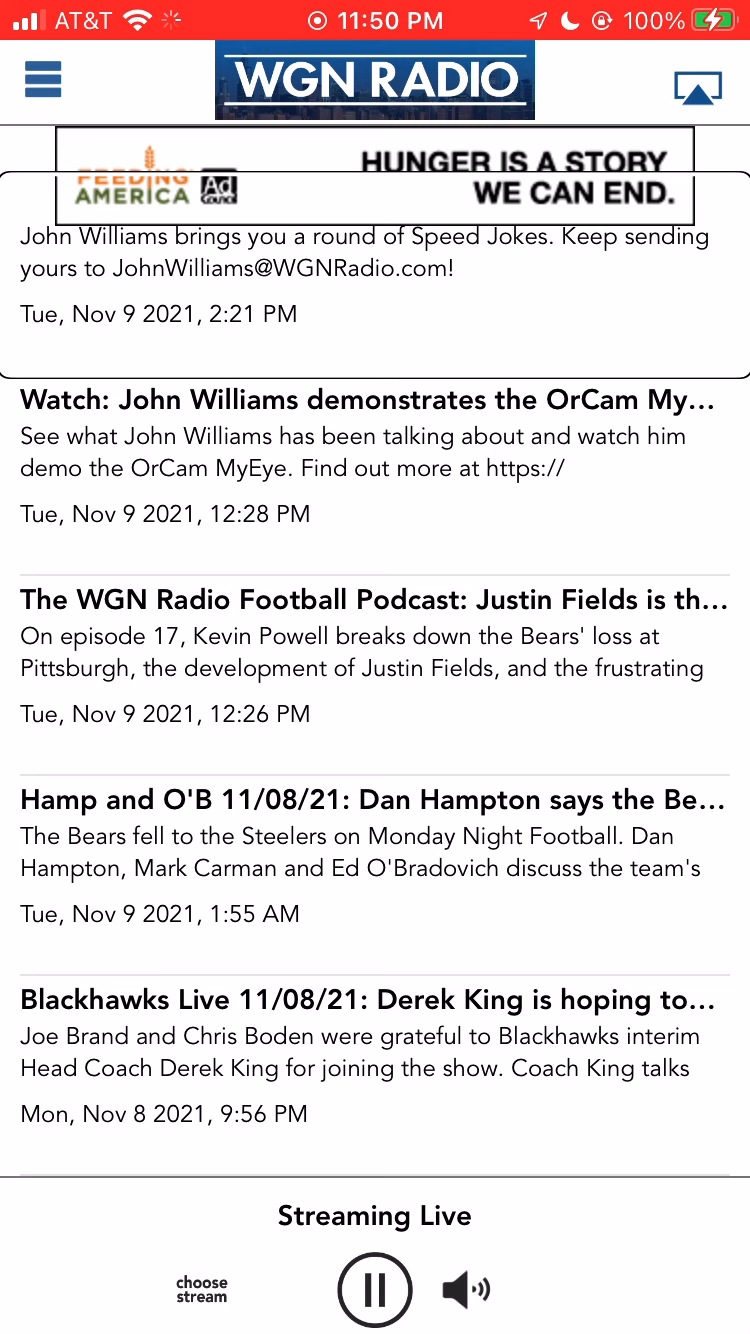 AT&T 11:50 PM 100%
WGN RADIO
FEEDING AMERICA
Ad COUNCIL
HUNGER IS A STORY
WE CAN END.
John Williams brings you a round of Speed Jokes. Keep sending
yours to JohnWilliams@WGNRadio.com!
Tue, Nov 9 2021, 2:21 PM
Watch: John Williams demonstrates the OrCam My...
See what John Williams has been talking about and watch him
demo the OrCam MyEye. Find out more at https://
Tue, Nov 9 2021, 12:28 PM
The WGN Radio Football Podcast: Justin Fields is th...
On episode 17, Kevin Powell breaks down the Bears' loss at
Pittsburgh, the development of Justin Fields, and the frustrating
Tue, Nov 9 2021, 12:26 PM
Hamp and O'B 11/08/21: Dan Hampton says the Be...
The Bears fell to the Steelers on Monday Night Football. Dan
Hampton, Mark Carman and Ed O'Bradovich discuss the team's
Tue, Nov 9 2021, 1:55 AM
Blackhawks Live 11/08/21: Derek King is hoping to...
Joe Brand and Chris Boden were grateful to Blackhawks interim
Head Coach Derek King for joining the show. Coach King talks
Mon, Nov 8 2021, 9:56 PM
Streaming Live
choose
stream